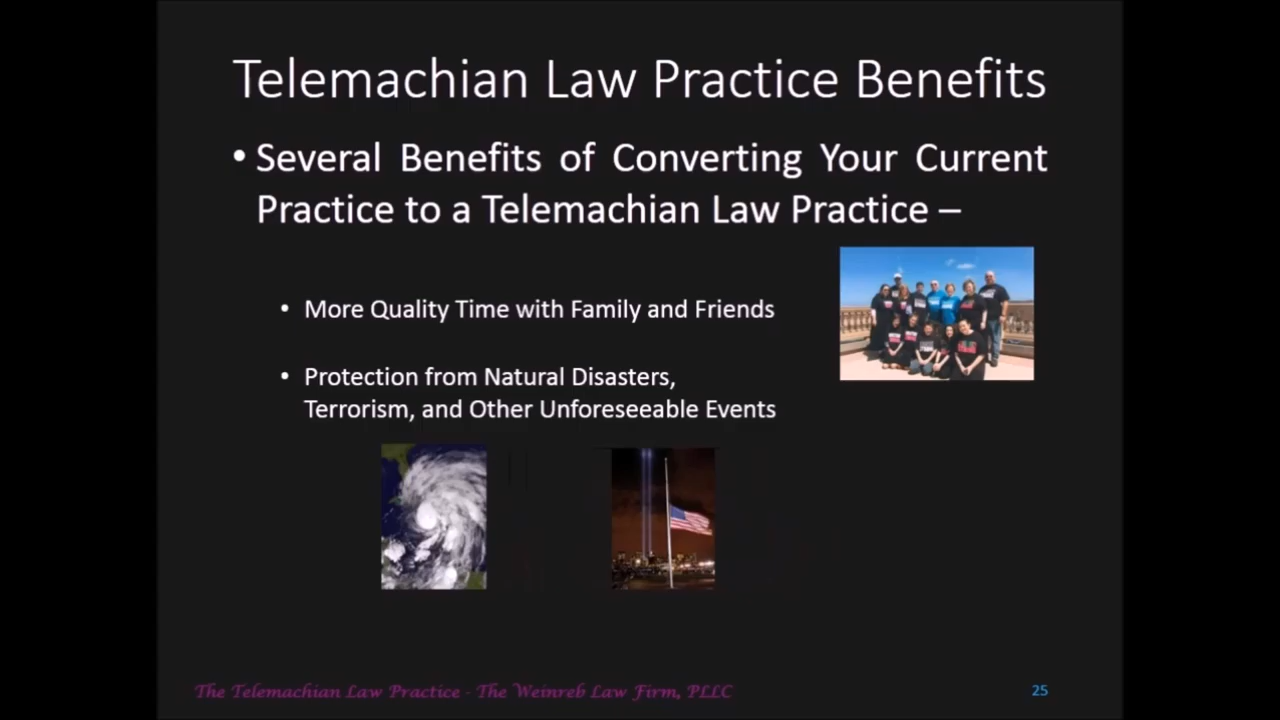 Telemachian Law Practice Benefits
• Several Benefits of Converting Your Current
Practice to a Telemachian Law Practice –
• More Quality Time with Family and Friends
• Protection from Natural Disasters,
Terrorism, and Other Unforeseeable Events
The Telemachian Law Practice - The Weinreb Law Firm, PLLC
25